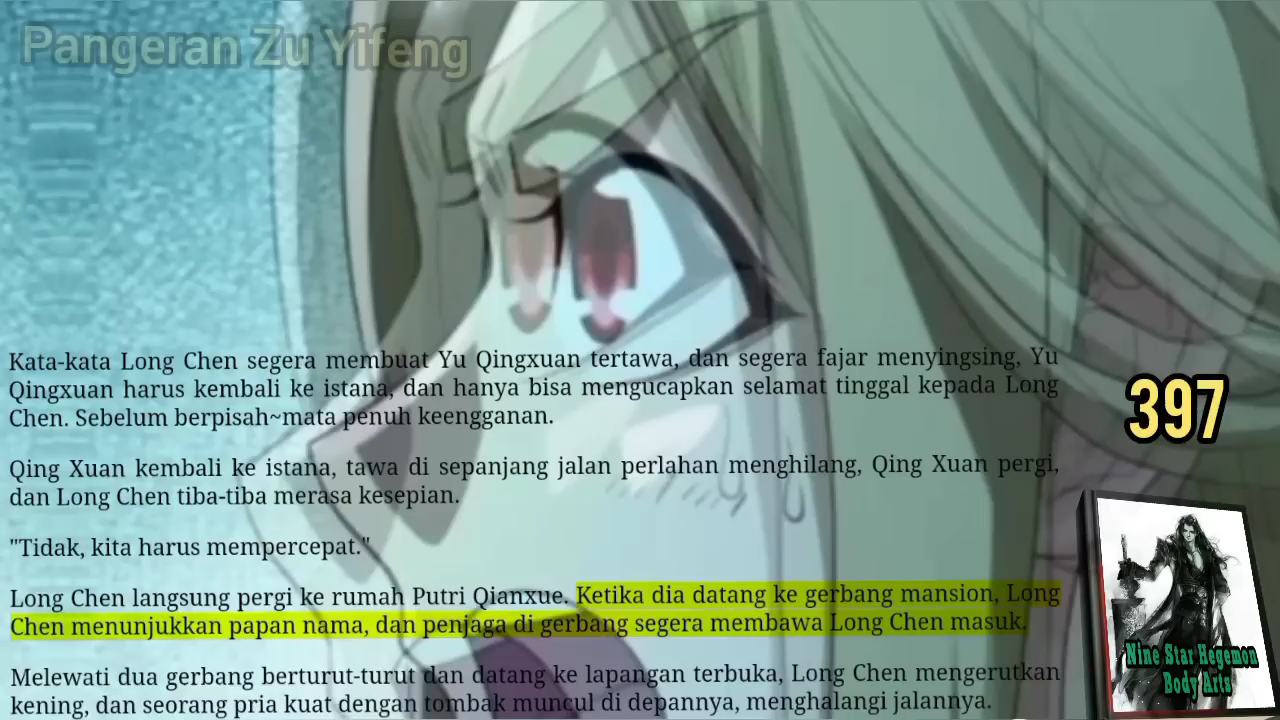 Pangeran Zu Yifeng
Kata-kata Long Chen segera membuat Yu Qingxuan tertawa, dan segera fajar menyingsing, Yu
Qingxuan harus kembali ke istana, dan hanya bisa mengucapkan selamat tinggal kepada Long
Chen. Sebelum berpisah~mata penuh keengganan.
Qing Xuan kembali ke istana, tawa di sepanjang jalan perlahan menghilang, Qing Xuan pergi,
dan Long Chen tiba-tiba merasa kesepian.
"Tidak, kita harus mempercepat."
Long Chen langsung pergi ke rumah Putri Qianxue. Ketika dia datang ke gerbang mansion, Long
Chen menunjukkan papan nama, dan penjaga di gerbang segera membawa Long Chen masuk.
Melewati dua gerbang berturut-turut dan datang ke lapangan terbuka, Long Chen mengerutkan
kening, dan seorang pria kuat dengan tombak muncul di depannya, menghalangi jalannya.
397
Nine Star Hegemon
Body Arts